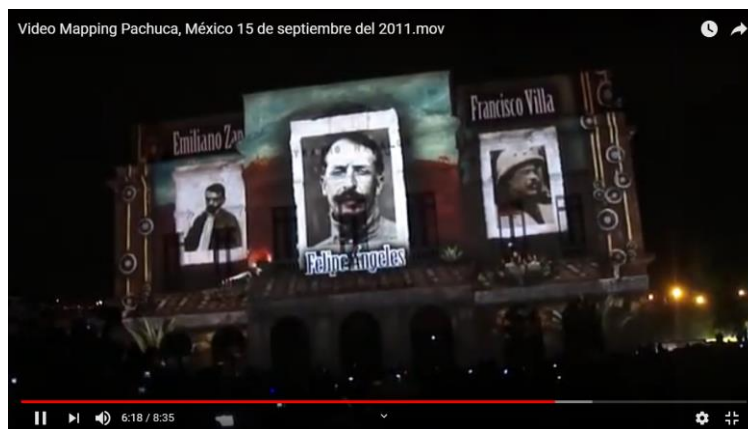 Video Mapping Pachuca, México 15 de septiembre del 2011.mov
Emiliano Zap
Francisco Villa
Felipe Ángeles
6:18 / 8:35